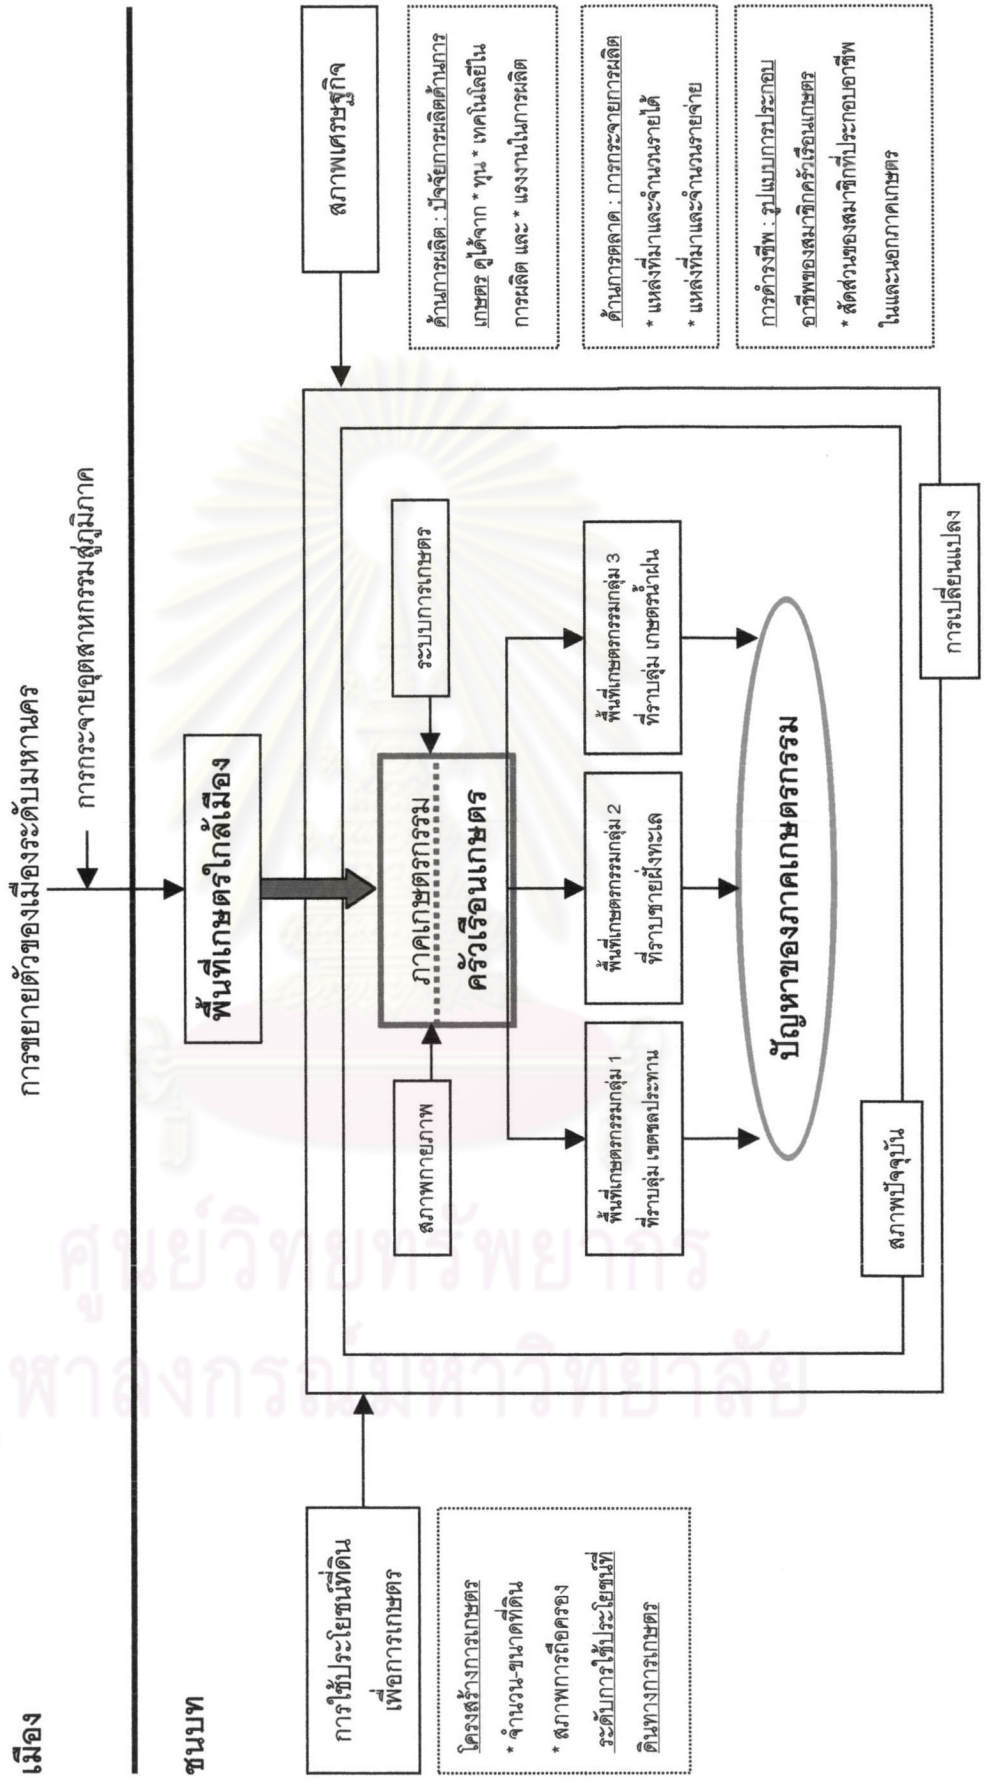 เมือง
การขยายตัวของเมืองระดับมหานคร
การกระจายอุตสาหกรรมสู่ภูมิภาค
ชนบท
พื้นที่เกษตรใกล้เมือง
การใช้ประโยชน์ที่ดิน
เพื่อการเกษตร
โครงสร้างการเกษตร
* จำนวน-ขนาดที่ดิน
* สภาพการถือครอง
ระดับการใช้ประโยชน์ที่
ดินทางการเกษตร
สภาพกายภาพ
ภาคเกษตรกรรม
ครัวเรือนเกษตร
ระบบการเกษตร
พื้นที่เกษตรกรรมกลุ่ม 1
ที่ราบลุ่ม เขตชลประทาน
พื้นที่เกษตรกรรมกลุ่ม 2
ที่ราบชายฝั่งทะเล
พื้นที่เกษตรกรรมกลุ่ม 3
ที่ราบลุ่ม เกษตรน้ำฝน
ปัญหาของภาคเกษตรกรรม
สภาพปัจจุบัน
การเปลี่ยนแปลง
สภาพเศรษฐกิจ
ด้านการผลิต : ปัจจัยการผลิตด้านการ
เกษตร ดูได้จาก * ทุน * เทคโนโลยีใน
การผลิต และ * แรงงานในการผลิต
ด้านการตลาด : การกระจายการผลิต
* แหล่งที่มาและจำนวนรายได้
* แหล่งที่มาและจำนวนรายจ่าย
การดำรงชีพ : รูปแบบการประกอบ
อาชีพของสมาชิกครัวเรือนเกษตร
* สัดส่วนของสมาชิกที่ประกอบอาชีพ
ในและนอกภาคเกษตร
ศูนย์วิทยทรัพยากร
ฬาลงกรณ์มหาวิทยาลัย